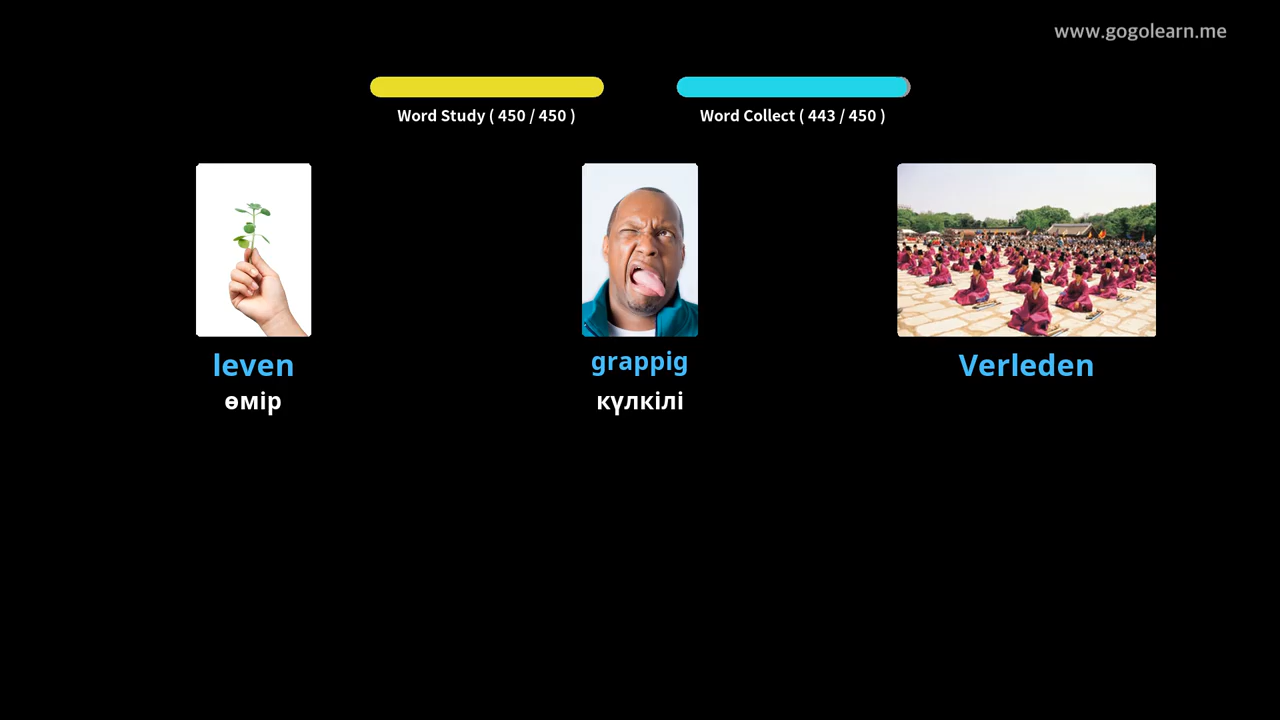 www.gogolearn.me
Word Study ( 450 / 450 )
Word Collect ( 443 / 450 )
leven
өмір
grappig
күлкілі
Verleden